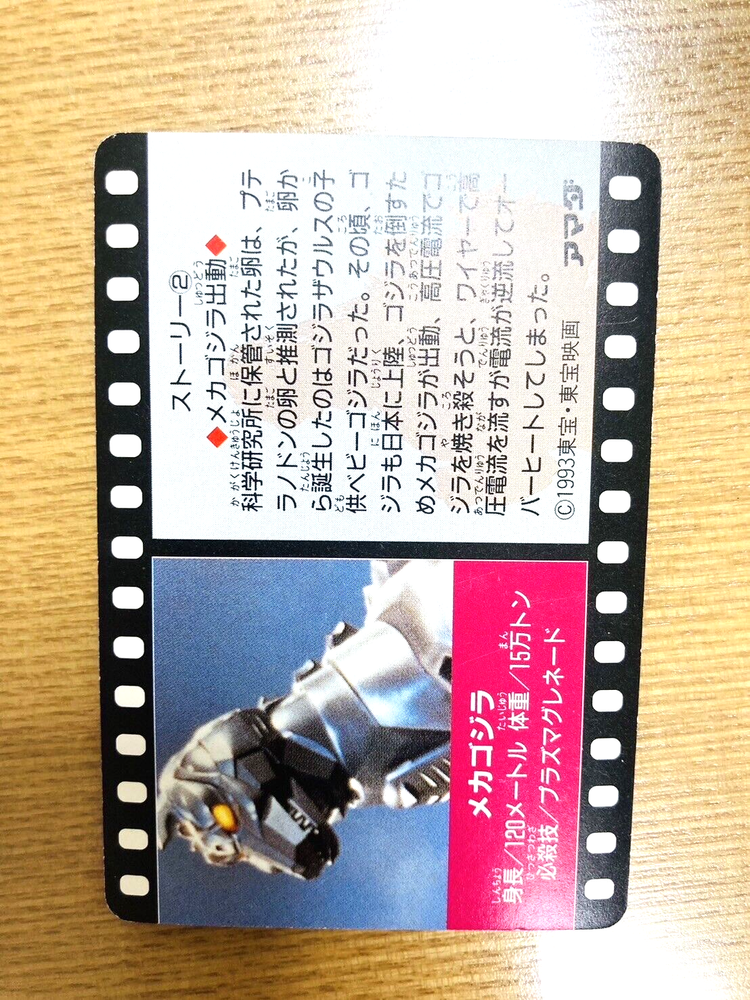 ストーリー②
◆メカゴジラ出動◆
科学研究所に保管された卵は、プテ
ラノドンの卵と推測されたが、卵か
ら誕生したのはゴジラザウルスの子
供ベビーゴジラだった。その頃、ゴ
ジラも日本に上陸、ゴジラを倒すた
めメカゴジラが出動、高圧電流でゴ
ジラを焼き殺そうと、ワイヤーで高
圧電流を流すが電流が逆流してオー
バーヒートしてしまった。
©1993東宝・東宝映画
アマダ
メカゴジラ
身長/120メートル 体重/15万トン
必殺技/プラズマグレネード